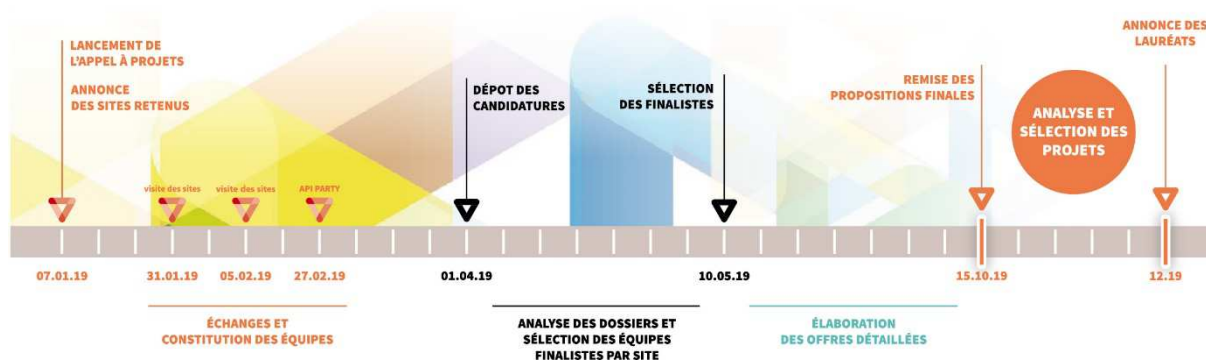 LANCEMENT DE
L'APPEL À PROJETS
ANNONCE
DES SITES RETENUS
visite des sites
visite des sites
API PARTY
DÉPOT DES
CANDIDATURES
SÉLECTION
DES FINALISTES
REMISE DES
PROPOSITIONS FINALES
ANALYSE ET
SÉLECTION DES
PROJETS
ANNONCE DES
LAURÉATS
07.01.19
31.01.19
05.02.19
27.02.19
01.04.19
10.05.19
15.10.19
12.19
ÉCHANGES ET
CONSTITUTION DES ÉQUIPES
ANALYSE DES DOSSIERS ET
SÉLECTION DES ÉQUIPES
FINALISTES PAR SITE
ÉLABORATION
DES OFFRES DÉTAILLÉES